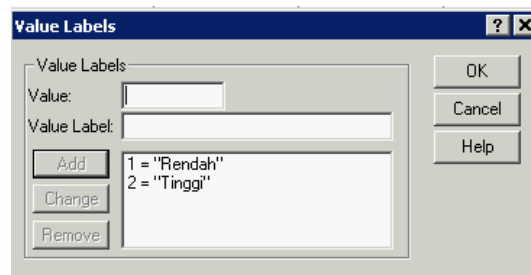 Value Labels
Value Labels
Value:
Value Label:
Add
Change
Remove
1 = "Rendah"
2 = "Tinggi"
OK
Cancel
Help